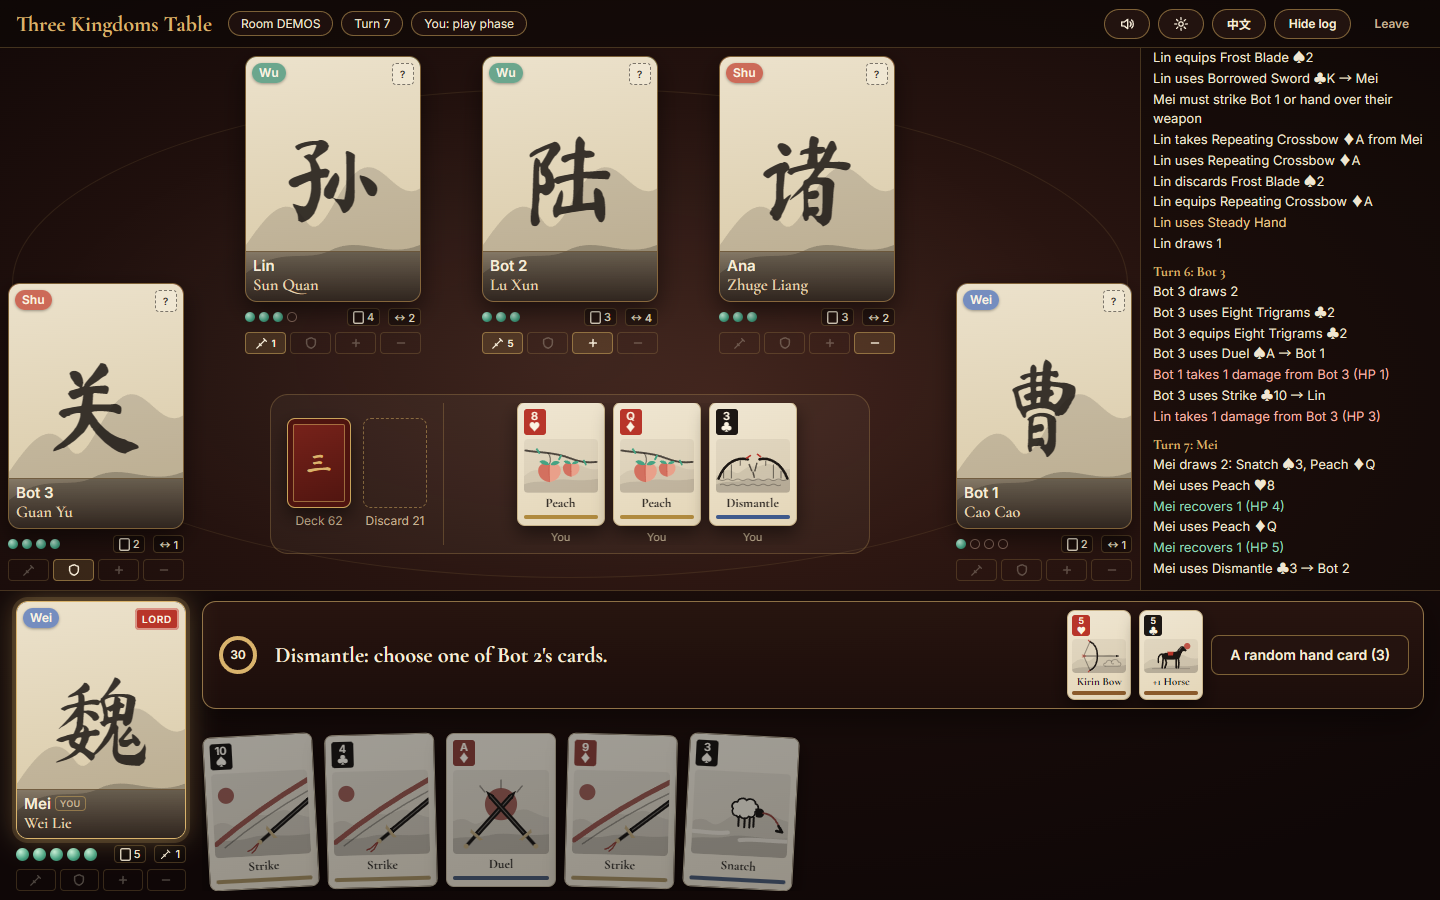 Three Kingdoms Table
Room DEMOS
Turn 7
You: play phase
中文
Hide log
Leave
Wu
?
孙
Lin
Sun Quan
4
↔ 2
1
+
−
Wu
?
陆
Bot 2
Lu Xun
3
↔ 4
5
+
−
Shu
?
诸
Ana
Zhuge Liang
3
↔ 2
+
−
Shu
?
关
Bot 3
Guan Yu
2
↔ 1
+
−
Wei
?
曹
Bot 1
Cao Cao
2
↔ 1
+
−
三
Deck 62
Discard 21
8 ♥
Peach
You
Q ♦
Peach
You
3 ♣
Dismantle
You
Lin equips Frost Blade ♠2
Lin uses Borrowed Sword ♣K → Mei
Mei must strike Bot 1 or hand over their
weapon
Lin takes Repeating Crossbow ♦A from Mei
Lin uses Repeating Crossbow ♦A
Lin discards Frost Blade ♠2
Lin equips Repeating Crossbow ♦A
Lin uses Steady Hand
Lin draws 1
Turn 6: Bot 3
Bot 3 draws 2
Bot 3 uses Eight Trigrams ♣2
Bot 3 equips Eight Trigrams ♣2
Bot 3 uses Duel ♠A → Bot 1
Bot 1 takes 1 damage from Bot 3 (HP 1)
Bot 3 uses Strike ♣10 → Lin
Lin takes 1 damage from Bot 3 (HP 3)
Turn 7: Mei
Mei draws 2: Snatch ♠3, Peach ♦Q
Mei uses Peach ♥8
Mei recovers 1 (HP 4)
Mei uses Peach ♦Q
Mei recovers 1 (HP 5)
Mei uses Dismantle ♣3 → Bot 2
Wei
LORD
魏
Mei YOU
Wei Lie
5
1
+
−
30
Dismantle: choose one of Bot 2's cards.
5 ♥
Kirin Bow
5 ♣
+1 Horse
A random hand card (3)
10 ♠
Strike
4 ♣
Strike
A ♦
Duel
9 ♦
Strike
3 ♠
Snatch